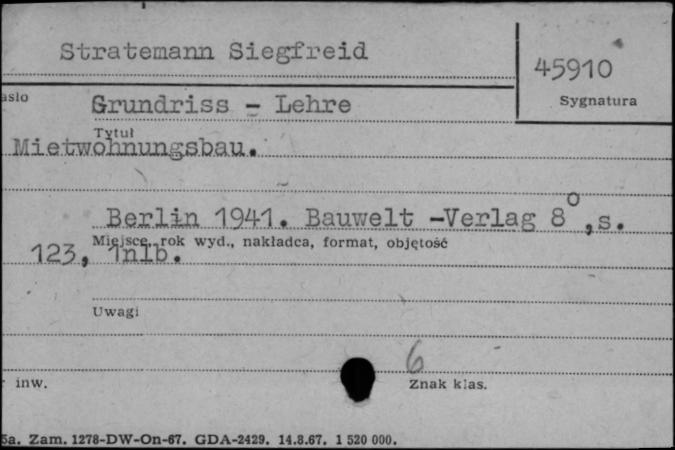 Stratemann Siegfreid
45910
Sygnatura
asło
Grundriss - Lehre
Tytuł
Mietwohnungsbau.
Berlin 1941. Bauwelt -Verlag 8°,s.
Miejsce, rok wyd., nakładca, format, objętość
123, 1nlb.
Uwagi
6
r inw.
Znak klas.
5a. Zam. 1278-DW-On-67. GDA-2429. 14.8.67. 1 520 000.